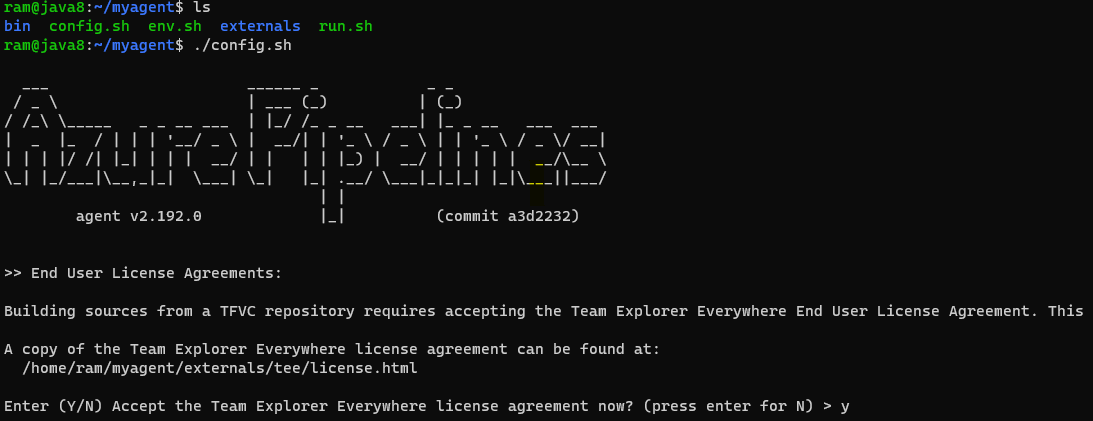 ram@java8:~/myagent$ ls
bin  config.sh  env.sh  externals  run.sh
ram@java8:~/myagent$ ./config.sh
  ___                      ______ _            _ _
 / _ \                     | ___ (_)          | (_)
/ /_\ \_____   _ _ __ ___  | |_/ /_ _ __   ___| |_ _ __   ___  ___
|  _  |_  / | | | '__/ _ \ |  __/| | '_ \ / _ \ | | '_ \ / _ \/ __|
| | | |/ /| |_| | | |  __/ | |   | | |_) |  __/ | | | | |  __/\__ \
\_| |_/___|\__,_|_|  \___| \_|   |_| .__/ \___|_|_|_| |_|\___||___/
                                   | |
        agent v2.192.0             |_|          (commit a3d2232)
>> End User License Agreements:
Building sources from a TFVC repository requires accepting the Team Explorer Everywhere End User License Agreement. This
A copy of the Team Explorer Everywhere license agreement can be found at:
  /home/ram/myagent/externals/tee/license.html
Enter (Y/N) Accept the Team Explorer Everywhere license agreement now? (press enter for N) > y